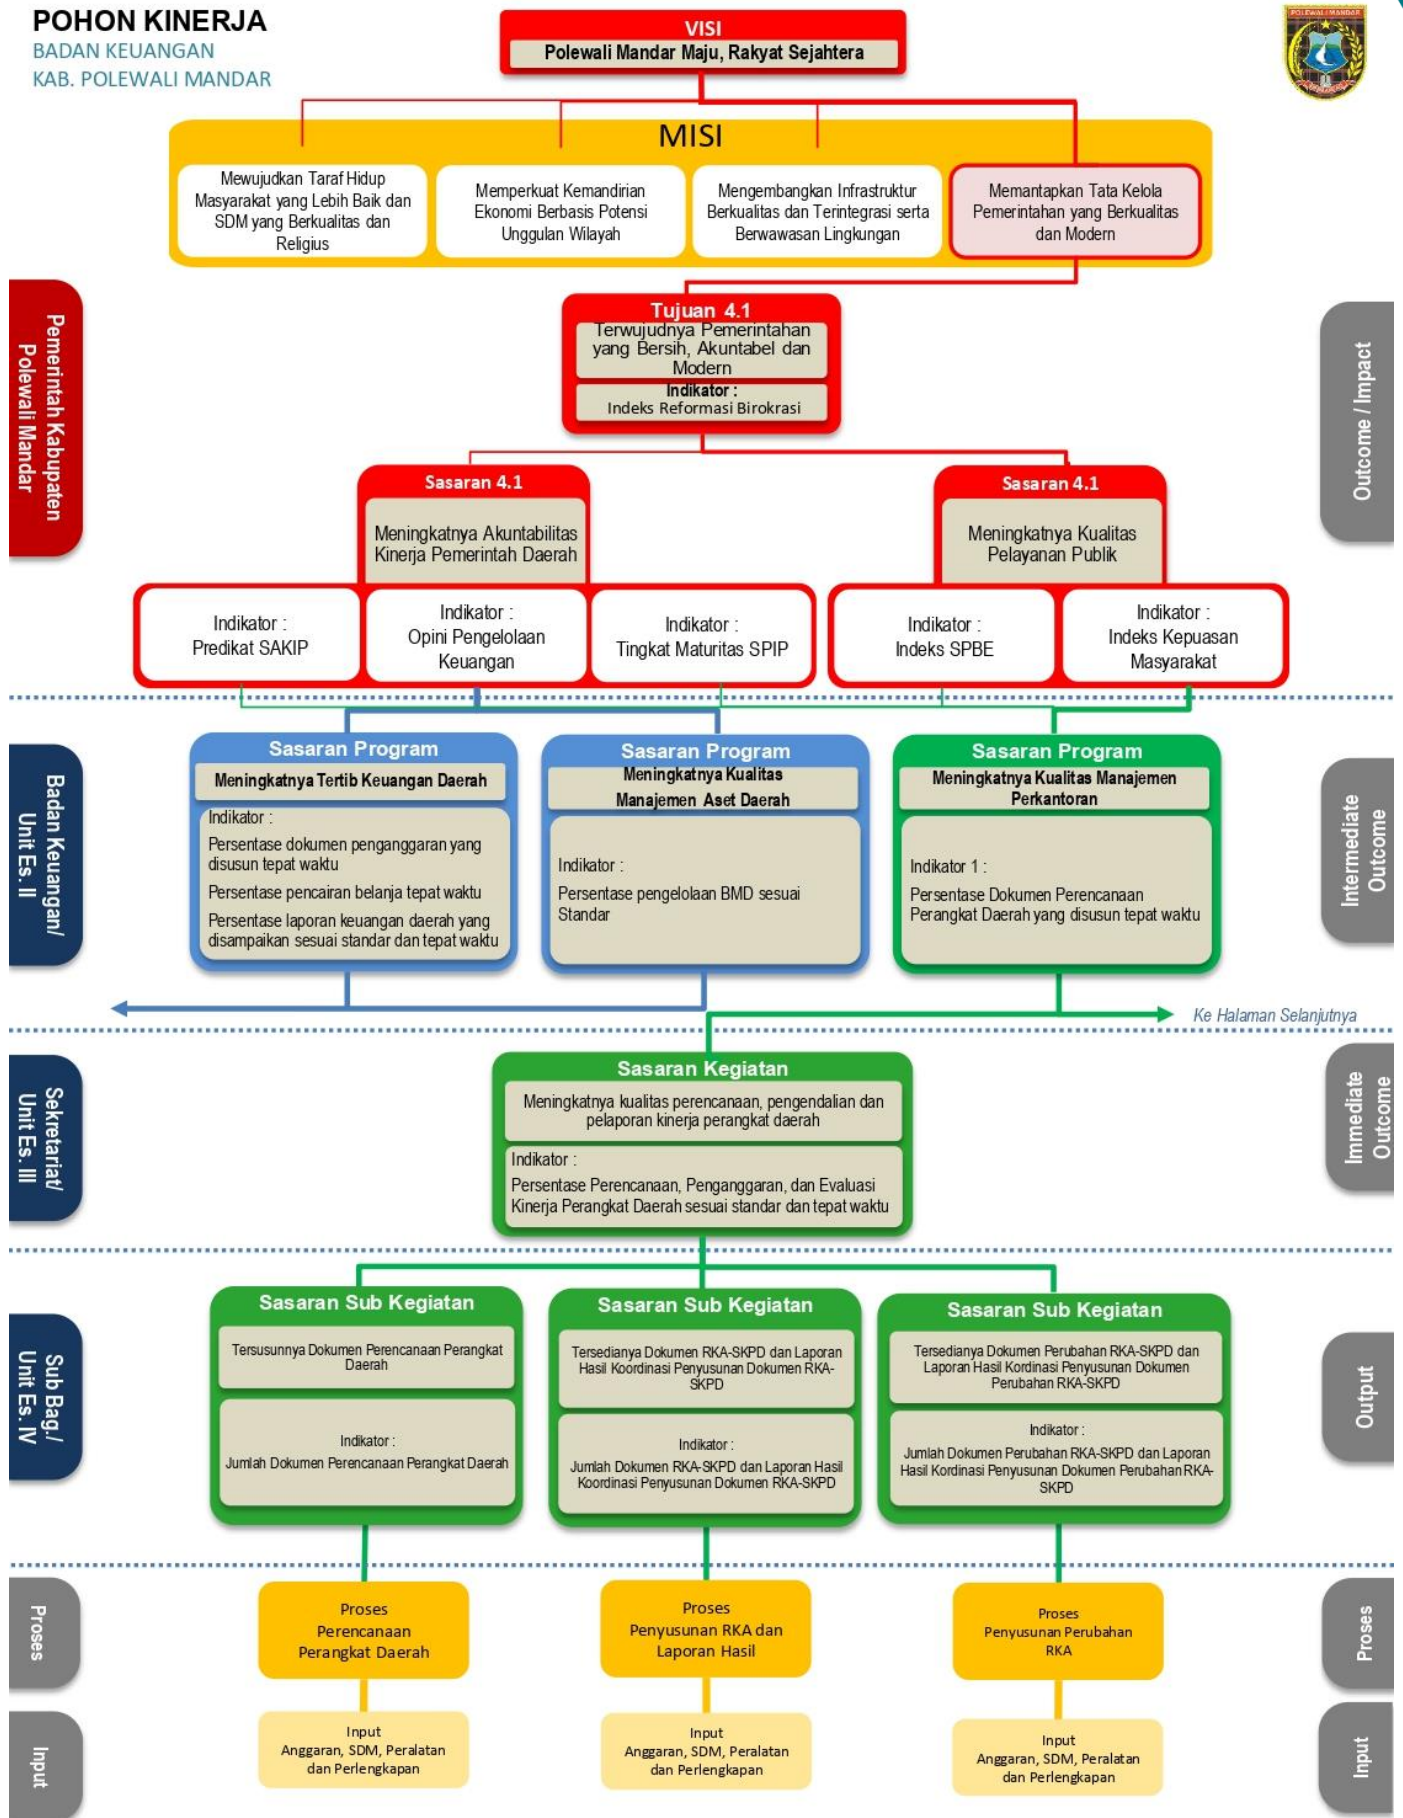 POHON KINERJA
BADAN KEUANGAN
KAB. POLEWALI MANDAR
VISI
Polewali Mandar Maju, Rakyat Sejahtera
POLEWALI MANDAR
MISI
Mewujudkan Taraf Hidup
Masyarakat yang Lebih Baik dan
SDM yang Berkualitas dan
Religius
Memperkuat Kemandirian
Ekonomi Berbasis Potensi
Unggulan Wilayah
Mengembangkan Infrastruktur
Berkualitas dan Terintegrasi serta
Berwawasan Lingkungan
Memantapkan Tata Kelola
Pemerintahan yang Berkualitas
dan Modern
Pemerintah Kabupaten
Polewali Mandar
Outcome / Impact
Tujuan 4.1
Terwujudnya Pemerintahan
yang Bersih, Akuntabel dan
Modern
Indikator :
Indeks Reformasi Birokrasi
Sasaran 4.1
Meningkatnya Akuntabilitas
Kinerja Pemerintah Daerah
Sasaran 4.1
Meningkatnya Kualitas
Pelayanan Publik
Indikator :
Predikat SAKIP
Indikator :
Opini Pengelolaan
Keuangan
Indikator :
Tingkat Maturitas SPIP
Indikator :
Indeks SPBE
Indikator :
Indeks Kepuasan
Masyarakat
Badan Keuangan/
Unit Es. II
Intermediate
Outcome
Sasaran Program
Meningkatnya Tertib Keuangan Daerah
Indikator :
Persentase dokumen penganggaran yang
disusun tepat waktu
Persentase pencairan belanja tepat waktu
Persentase laporan keuangan daerah yang
disampaikan sesuai standar dan tepat waktu
Sasaran Program
Meningkatnya Kualitas
Manajemen Aset Daerah
Indikator :
Persentase pengelolaan BMD sesuai
Standar
Sasaran Program
Meningkatnya Kualitas Manajemen
Perkantoran
Indikator 1 :
Persentase Dokumen Perencanaan
Perangkat Daerah yang disusun tepat waktu
Ke Halaman Selanjutnya
Sekretariat/
Unit Es. III
Immediate
Outcome
Sasaran Kegiatan
Meningkatnya kualitas perencanaan, pengendalian dan
pelaporan kinerja perangkat daerah
Indikator :
Persentase Perencanaan, Penganggaran, dan Evaluasi
Kinerja Perangkat Daerah sesuai standar dan tepat waktu
Sub Bag./
Unit Es. IV
Output
Sasaran Sub Kegiatan
Tersusunnya Dokumen Perencanaan Perangkat
Daerah
Indikator :
Jumlah Dokumen Perencanaan Perangkat Daerah
Sasaran Sub Kegiatan
Tersedianya Dokumen RKA-SKPD dan Laporan
Hasil Koordinasi Penyusunan Dokumen RKA-
SKPD
Indikator :
Jumlah Dokumen RKA-SKPD dan Laporan Hasil
Koordinasi Penyusunan Dokumen RKA-SKPD
Sasaran Sub Kegiatan
Tersedianya Dokumen Perubahan RKA-SKPD dan
Laporan Hasil Kordinasi Penyusunan Dokumen
Perubahan RKA-SKPD
Indikator :
Jumlah Dokumen Perubahan RKA-SKPD dan Laporan
Hasil Kordinasi Penyusunan Dokumen Perubahan RKA-
SKPD
Proses
Proses
Proses
Perencanaan
Perangkat Daerah
Proses
Penyusunan RKA dan
Laporan Hasil
Proses
Penyusunan Perubahan
RKA
Input
Input
Input
Anggaran, SDM, Peralatan
dan Perlengkapan
Input
Anggaran, SDM, Peralatan
dan Perlengkapan
Input
Anggaran, SDM, Peralatan
dan Perlengkapan